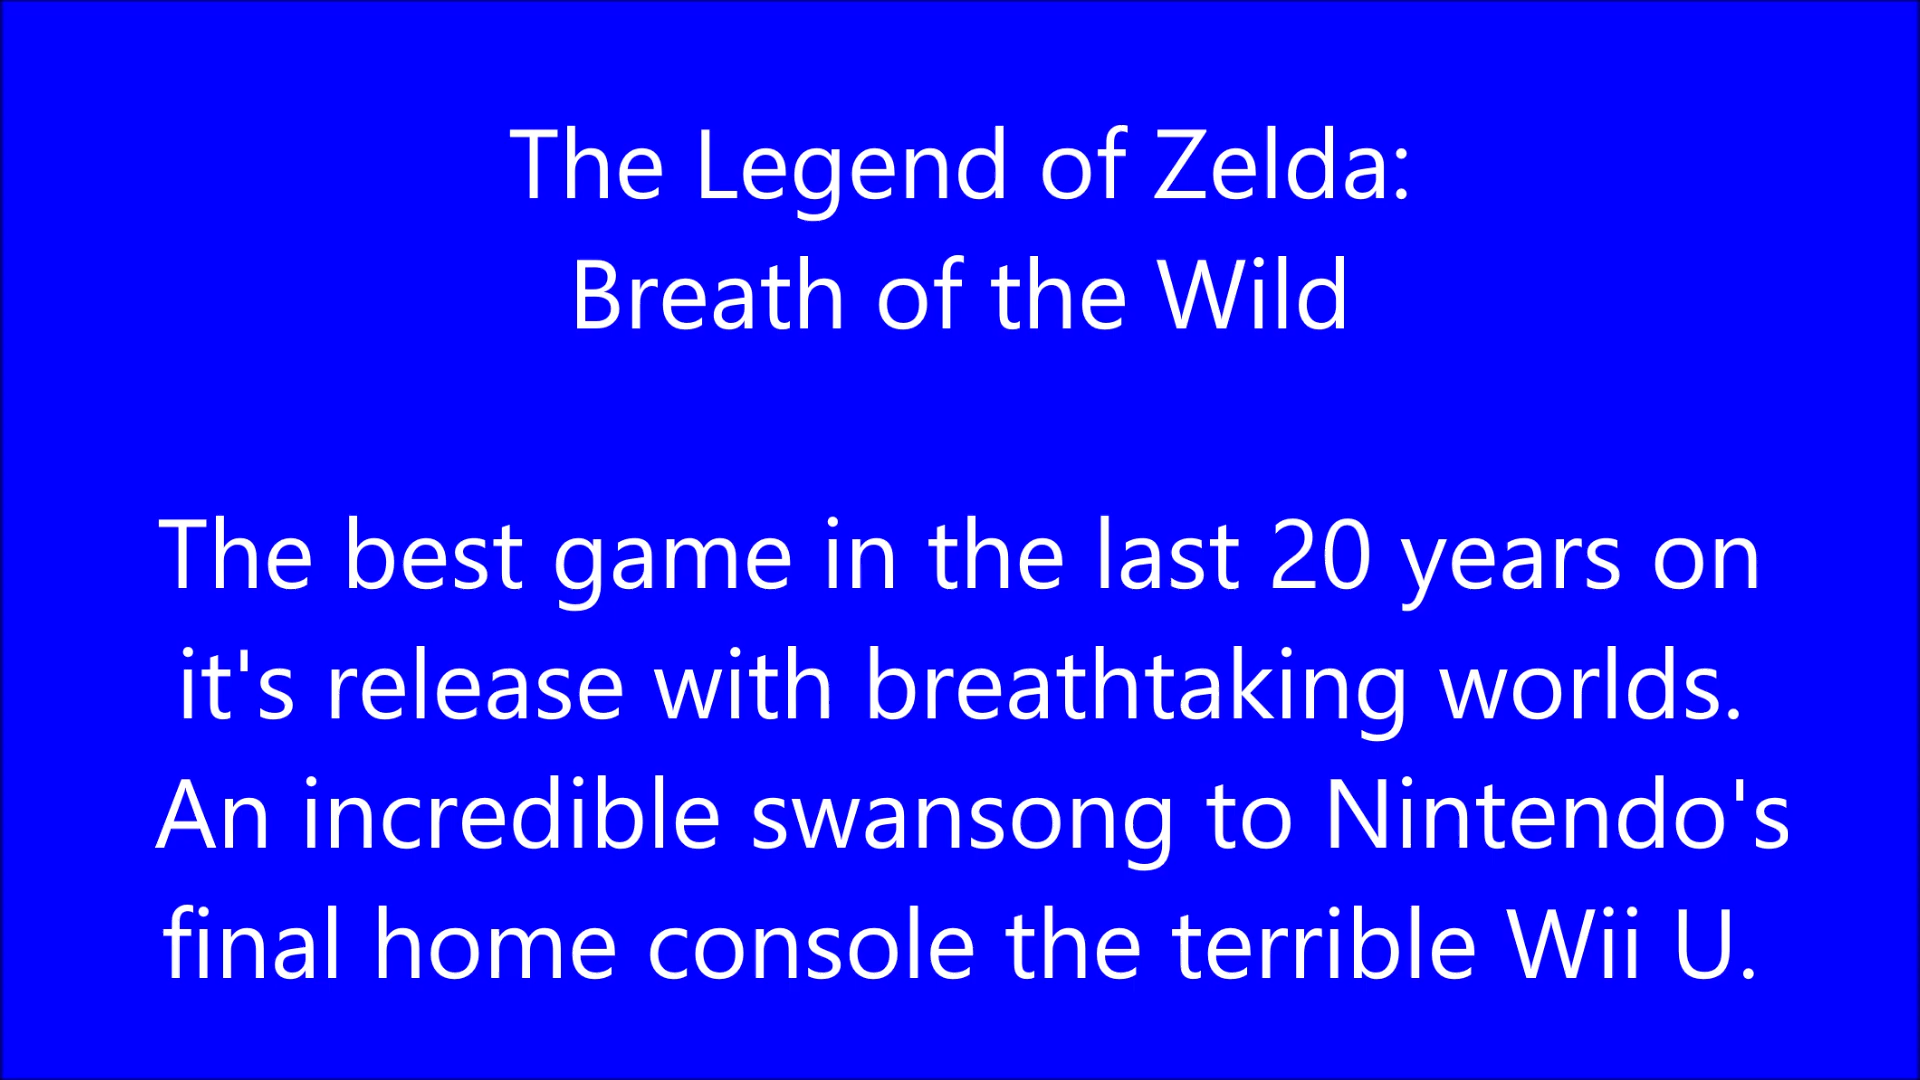 The Legend of Zelda:
Breath of the Wild
The best game in the last 20 years on
it's release with breathtaking worlds.
An incredible swansong to Nintendo's
final home console the terrible Wii U.